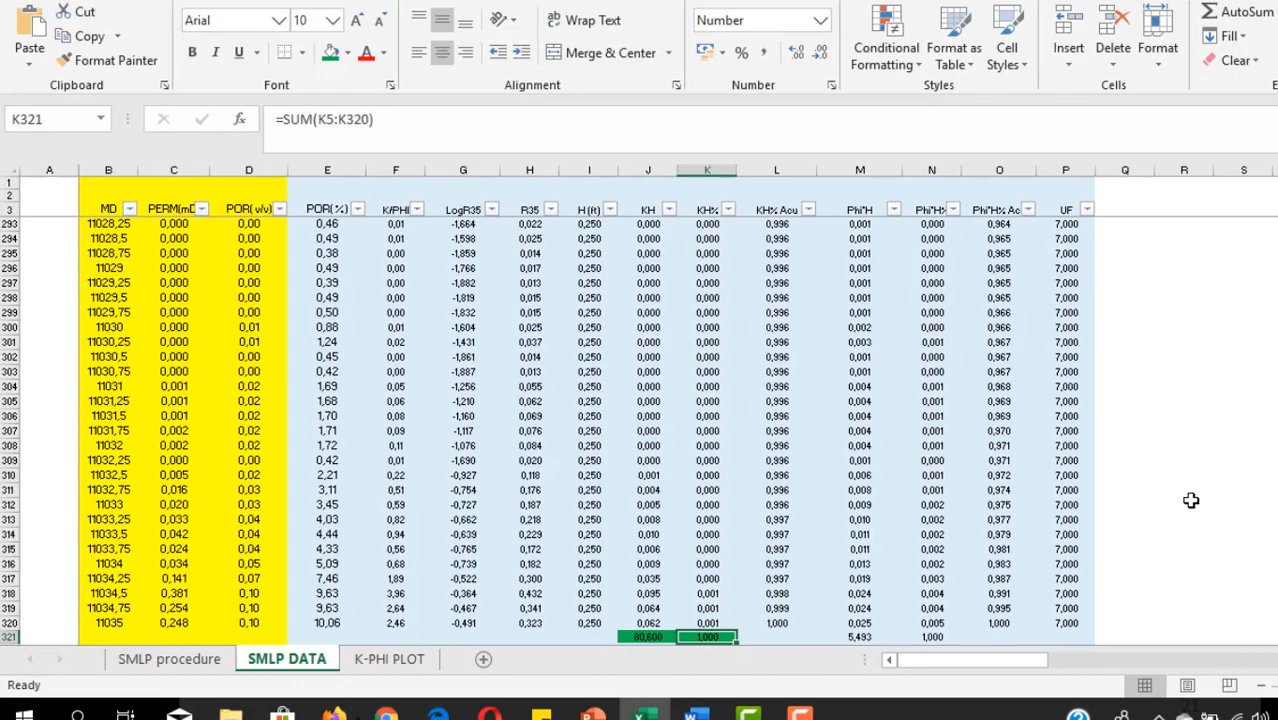 Cut
Arial 10
Wrap Text
Number
AutoSum
Paste
Copy
B I U
Merge & Center
%
Conditional Formatting
Format as Table
Cell Styles
Insert
Delete
Format
Fill
Format Painter
Clear
Clipboard
Font
Alignment
Number
Styles
Cells
K321
fx
=SUM(K5:K320)
A B C D E F G H I J K L M N O P Q R S
1
2
3 MD PERM(mD POR( v/v) POR( %) K/PHI LogR35 R35 H (ft) KH KH% KH% Acu Phi*H Phi*H% Phi*H% Ac UF
293 11028,25 0,000 0,00 0,46 0,01 -1,664 0,022 0,250 0,000 0,000 0,996 0,001 0,000 0,964 7,000
294 11028,5 0,000 0,00 0,49 0,01 -1,598 0,025 0,250 0,000 0,000 0,996 0,001 0,000 0,965 7,000
295 11028,75 0,000 0,00 0,38 0,00 -1,859 0,014 0,250 0,000 0,000 0,996 0,001 0,000 0,965 7,000
296 11029 0,000 0,00 0,49 0,00 -1,766 0,017 0,250 0,000 0,000 0,996 0,001 0,000 0,965 7,000
297 11029,25 0,000 0,00 0,39 0,00 -1,882 0,013 0,250 0,000 0,000 0,996 0,001 0,000 0,965 7,000
298 11029,5 0,000 0,00 0,49 0,00 -1,819 0,015 0,250 0,000 0,000 0,996 0,001 0,000 0,965 7,000
299 11029,75 0,000 0,00 0,50 0,00 -1,832 0,015 0,250 0,000 0,000 0,996 0,001 0,000 0,966 7,000
300 11030 0,000 0,01 0,88 0,01 -1,604 0,025 0,250 0,000 0,000 0,996 0,002 0,000 0,966 7,000
301 11030,25 0,000 0,01 1,24 0,02 -1,431 0,037 0,250 0,000 0,000 0,996 0,003 0,001 0,967 7,000
302 11030,5 0,000 0,00 0,45 0,00 -1,861 0,014 0,250 0,000 0,000 0,996 0,001 0,000 0,967 7,000
303 11030,75 0,000 0,00 0,42 0,00 -1,887 0,013 0,250 0,000 0,000 0,996 0,001 0,000 0,967 7,000
304 11031 0,001 0,02 1,69 0,05 -1,256 0,055 0,250 0,000 0,000 0,996 0,004 0,001 0,968 7,000
305 11031,25 0,001 0,02 1,68 0,06 -1,210 0,062 0,250 0,000 0,000 0,996 0,004 0,001 0,969 7,000
306 11031,5 0,001 0,02 1,70 0,08 -1,160 0,069 0,250 0,000 0,000 0,996 0,004 0,001 0,969 7,000
307 11031,75 0,002 0,02 1,71 0,09 -1,117 0,076 0,250 0,000 0,000 0,996 0,004 0,001 0,970 7,000
308 11032 0,002 0,02 1,72 0,11 -1,076 0,084 0,250 0,000 0,000 0,996 0,004 0,001 0,971 7,000
309 11032,25 0,000 0,00 0,42 0,01 -1,690 0,020 0,250 0,000 0,000 0,996 0,001 0,000 0,971 7,000
310 11032,5 0,005 0,02 2,21 0,22 -0,927 0,118 0,250 0,001 0,000 0,996 0,006 0,001 0,972 7,000
311 11032,75 0,016 0,03 3,11 0,51 -0,754 0,176 0,250 0,004 0,000 0,996 0,008 0,001 0,974 7,000
312 11033 0,020 0,03 3,45 0,59 -0,727 0,187 0,250 0,005 0,000 0,996 0,009 0,002 0,975 7,000
313 11033,25 0,033 0,04 4,03 0,82 -0,662 0,218 0,250 0,008 0,000 0,997 0,010 0,002 0,977 7,000
314 11033,5 0,042 0,04 4,44 0,94 -0,639 0,229 0,250 0,010 0,000 0,997 0,011 0,002 0,979 7,000
315 11033,75 0,024 0,04 4,33 0,56 -0,765 0,172 0,250 0,006 0,000 0,997 0,011 0,002 0,981 7,000
316 11034 0,034 0,05 5,09 0,68 -0,739 0,182 0,250 0,009 0,000 0,997 0,013 0,002 0,983 7,000
317 11034,25 0,141 0,07 7,46 1,89 -0,522 0,300 0,250 0,035 0,000 0,997 0,019 0,003 0,987 7,000
318 11034,5 0,381 0,10 9,63 3,96 -0,364 0,432 0,250 0,095 0,001 0,998 0,024 0,004 0,991 7,000
319 11034,75 0,254 0,10 9,63 2,64 -0,467 0,341 0,250 0,064 0,001 0,999 0,024 0,004 0,995 7,000
320 11035 0,248 0,10 10,06 2,46 -0,491 0,323 0,250 0,062 0,001 1,000 0,025 0,005 1,000 7,000
321 80,600 1,000 5,493 1,000
SMLP procedure SMLP DATA K-PHI PLOT
Ready